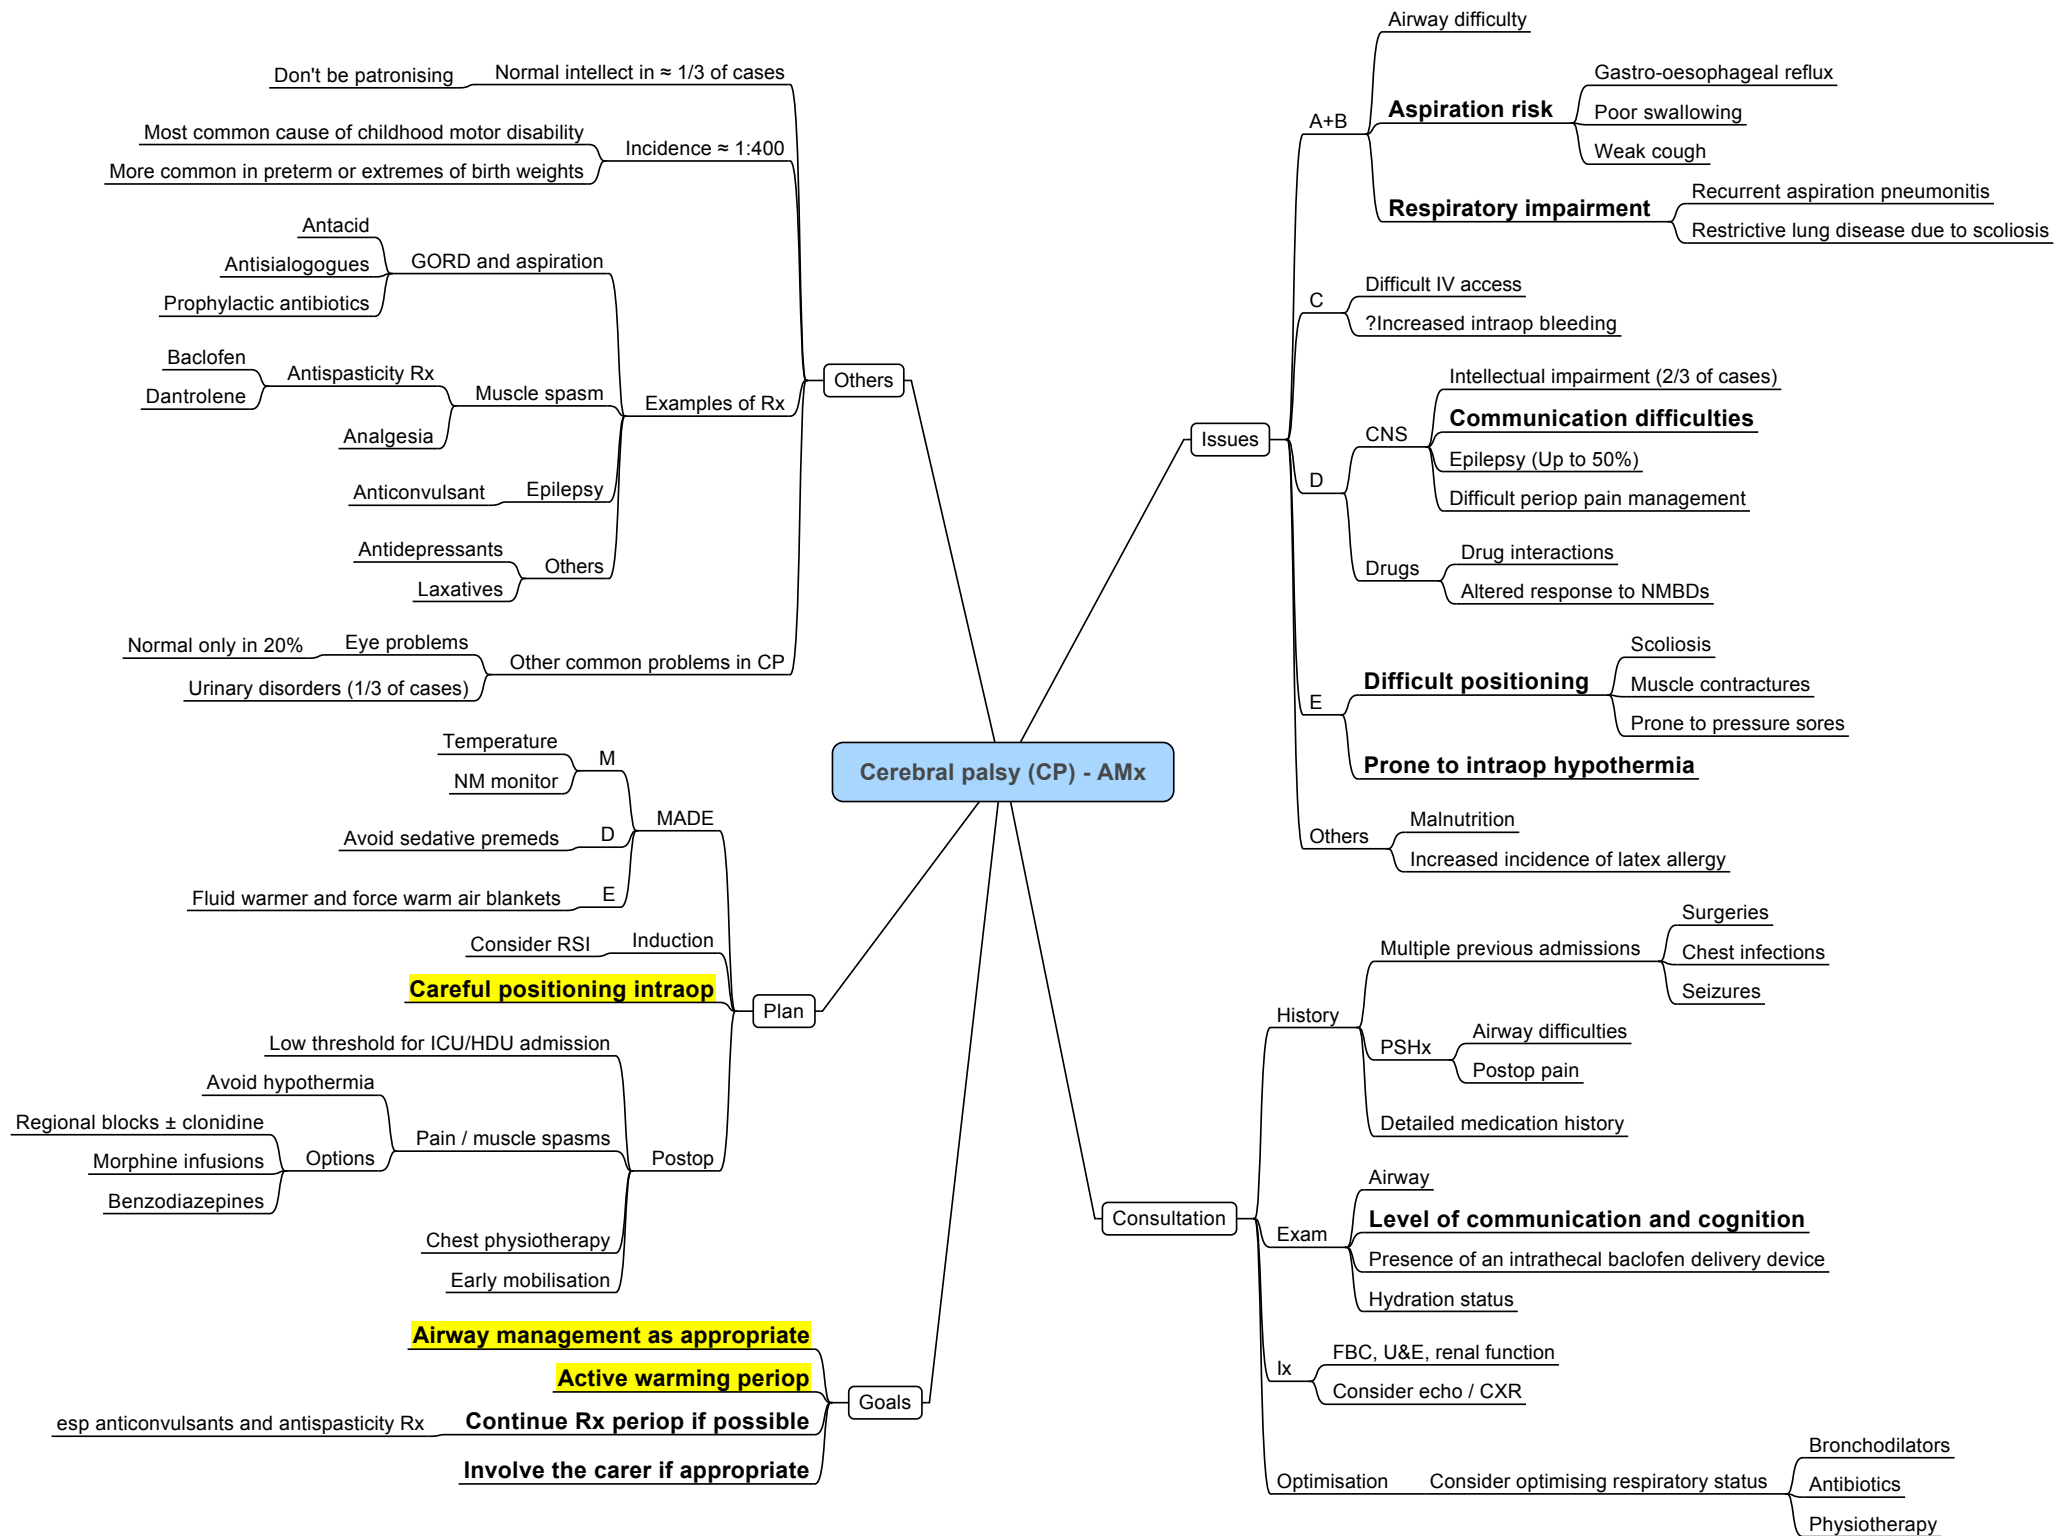 Cerebral palsy (CP) - AMx
Issues
A+B
Airway difficulty
Aspiration risk
Gastro-oesophageal reflux
Poor swallowing
Weak cough
Respiratory impairment
Recurrent aspiration pneumonitis
Restrictive lung disease due to scoliosis
C
Difficult IV access
?Increased intraop bleeding
D
CNS
Intellectual impairment (2/3 of cases)
Communication difficulties
Epilepsy (Up to 50%)
Difficult periop pain management
Drugs
Drug interactions
Altered response to NMBDs
E
Difficult positioning
Scoliosis
Muscle contractures
Prone to pressure sores
Prone to intraop hypothermia
Others
Malnutrition
Increased incidence of latex allergy
Consultation
History
Multiple previous admissions
Surgeries
Chest infections
Seizures
PSHx
Airway difficulties
Postop pain
Detailed medication history
Exam
Airway
Level of communication and cognition
Presence of an intrathecal baclofen delivery device
Hydration status
Ix
FBC, U&E, renal function
Consider echo / CXR
Optimisation
Consider optimising respiratory status
Bronchodilators
Antibiotics
Physiotherapy
Goals
Airway management as appropriate
Active warming periop
Continue Rx periop if possible
esp anticonvulsants and antispasticity Rx
Involve the carer if appropriate
Plan
MADE
M
Temperature
NM monitor
D
Avoid sedative premeds
E
Fluid warmer and force warm air blankets
Induction
Consider RSI
Careful positioning intraop
Postop
Low threshold for ICU/HDU admission
Pain / muscle spasms
Avoid hypothermia
Options
Regional blocks ± clonidine
Morphine infusions
Benzodiazepines
Chest physiotherapy
Early mobilisation
Others
Normal intellect in ≈ 1/3 of cases
Don't be patronising
Incidence ≈ 1:400
Most common cause of childhood motor disability
More common in preterm or extremes of birth weights
Examples of Rx
GORD and aspiration
Antacid
Antisialogogues
Prophylactic antibiotics
Muscle spasm
Antispasticity Rx
Baclofen
Dantrolene
Analgesia
Epilepsy
Anticonvulsant
Others
Antidepressants
Laxatives
Other common problems in CP
Eye problems
Normal only in 20%
Urinary disorders (1/3 of cases)